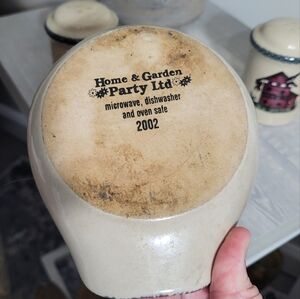 Home & Garden
Party Ltd
microwave, dishwasher
and oven safe
2002